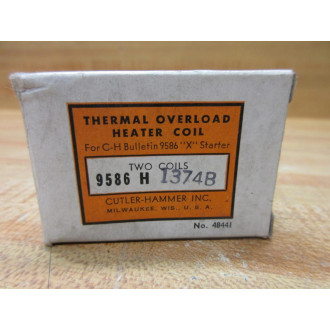 THERMAL OVERLOAD
HEATER COIL
For C-H Bulletin 9586 "X" Starter
TWO COILS
9586 H 1374B
CUTLER-HAMMER INC.
MILWAUKEE, WIS., U. S. A.
No. 48441